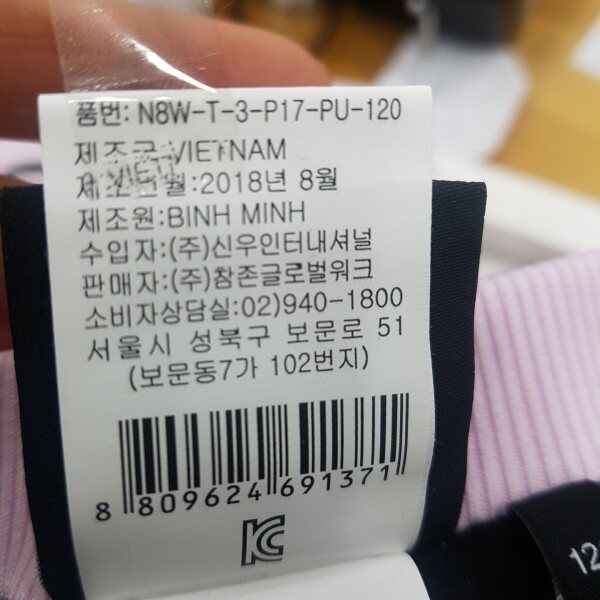 품번: N8W-T-3-P17-PU-120
제조국:VIETNAM
제조년월:2018년 8월
제조원:BINH MINH
수입자:(주)신우인터내셔널
판매자:(주)창존글로벌워크
소비자상담실:02)940-1800
서울시 성북구 보문로 51
(보문동7가 102번지)
8 809624 691371
KC